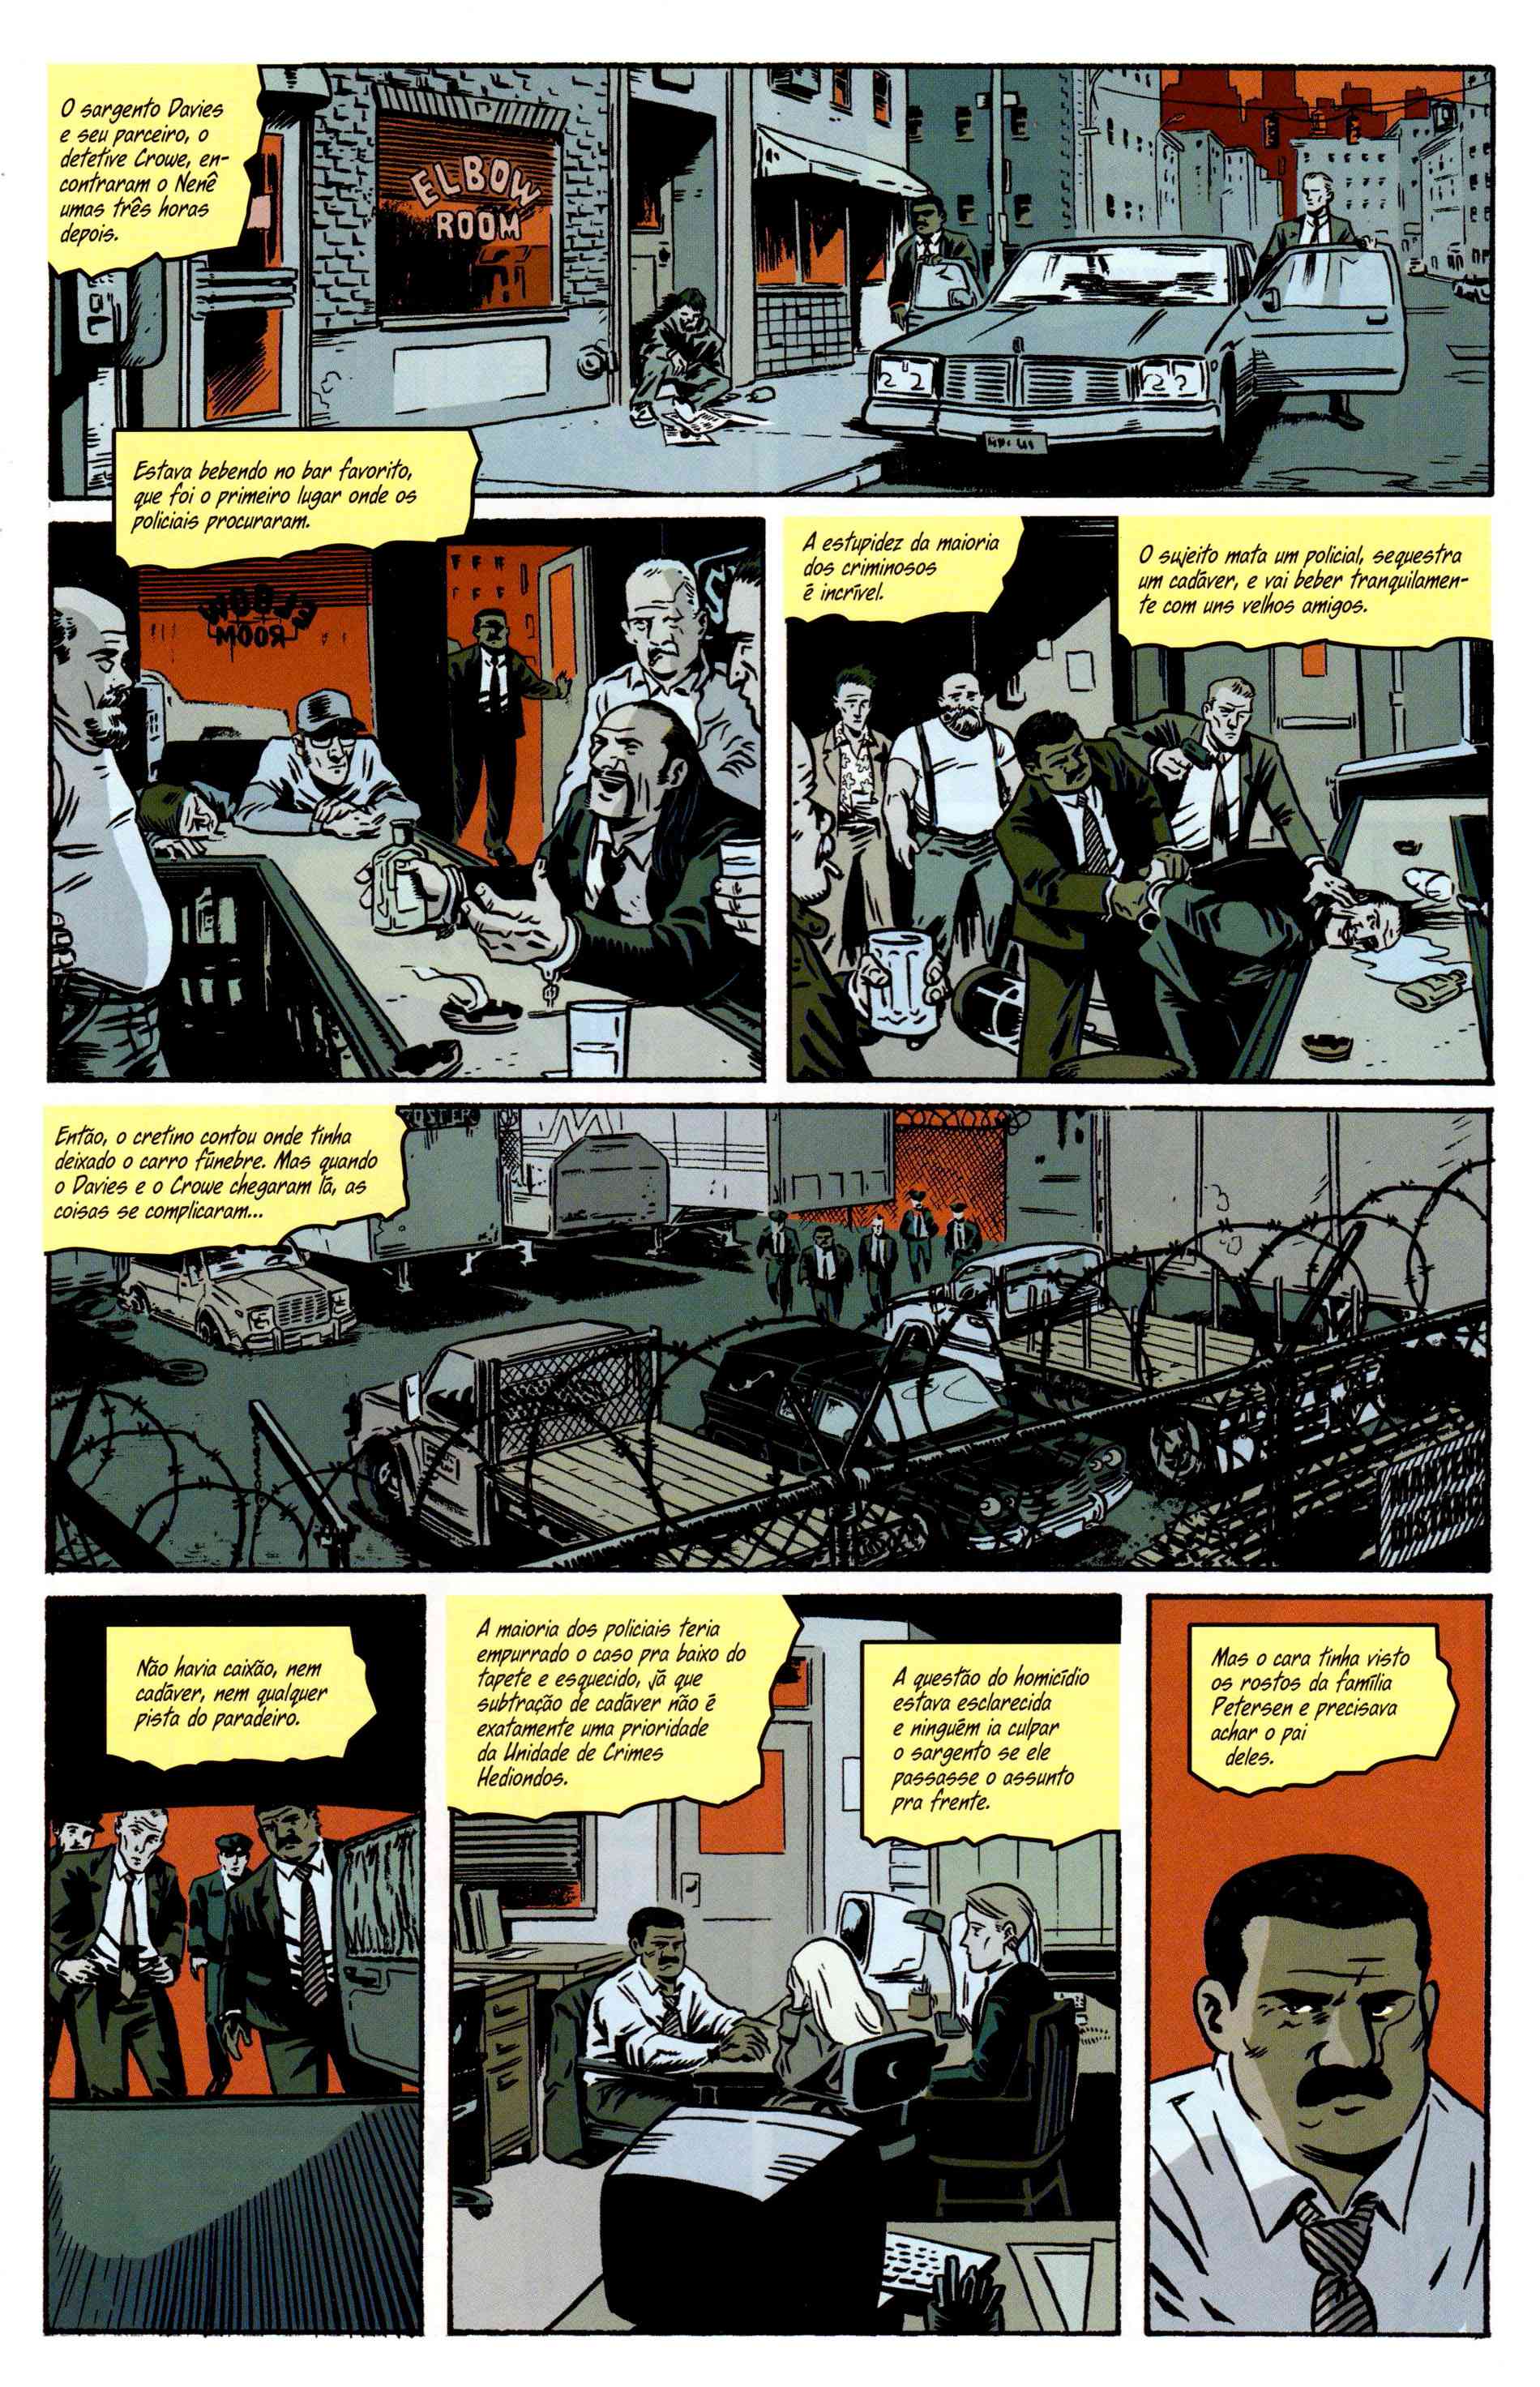 O sargento Davies
e seu parceiro, o
detetive Crowe, en-
contraram o Nenê
umas três horas
depois.
ELBOW
ROOM
Estava bebendo no bar favorito,
que foi o primeiro lugar onde os
policiais procuraram.
ELBOW
ROOM
A estupidez da maioria
dos criminosos
é incrível.
O sujeito mata um policial, sequestra
um cadáver, e vai beber tranquilamen-
te com uns velhos amigos.
Então, o cretino contou onde tinha
deixado o carro fúnebre. Mas quando
o Davies e o Crowe chegaram lá, as
coisas se complicaram...
Não havia caixão, nem
cadáver, nem qualquer
pista do paradeiro.
A maioria dos policiais teria
empurrado o caso pra baixo do
tapete e esquecido, já que
subtração de cadáver não é
exatamente uma prioridade
da Unidade de Crimes
Hediondos.
A questão do homicídio
estava esclarecida
e ninguém ia culpar
o sargento se ele
passasse o assunto
pra frente.
Mas o cara tinha visto
os rostos da família
Petersen e precisava
achar o pai
deles.